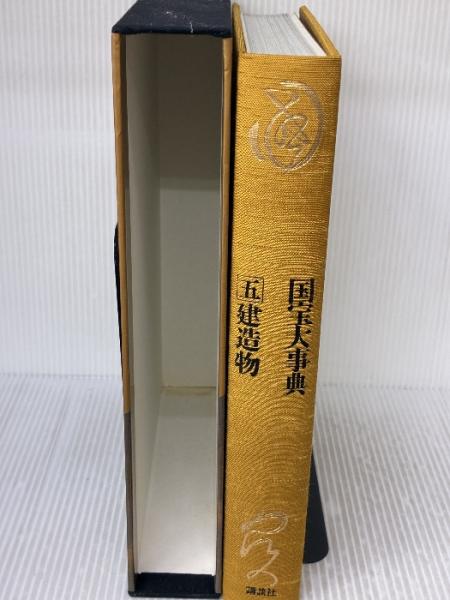 国宝大事典
五 建造物
講談社